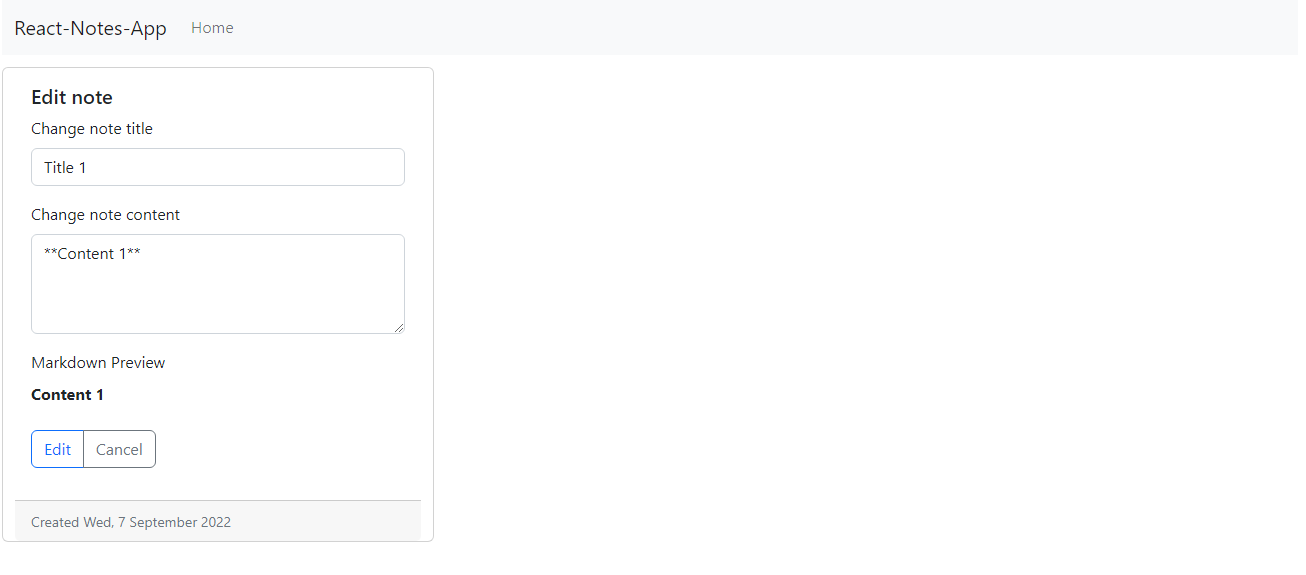 React-Notes-App Home
Edit note
Change note title
Title 1
Change note content
**Content 1**
Markdown Preview
Content 1
Edit Cancel
Created Wed, 7 September 2022